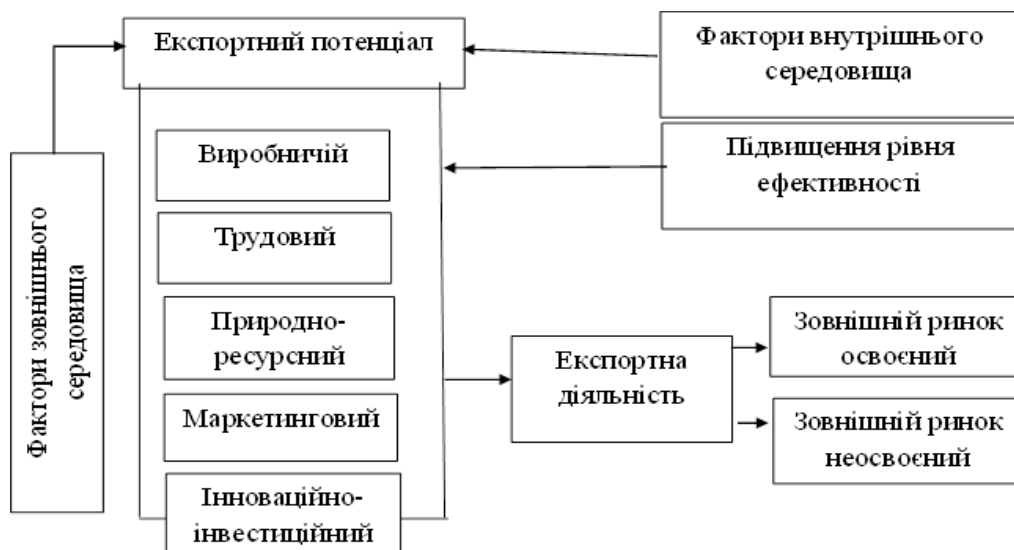 Експортний потенціал
Фактори внутрішнього
середовища
Виробничій
Підвищення рівня
ефективності
Трудовий
Фактори зовнішнього
середовища
Природно-
ресурсний
Зовнішній ринок
освоєний
Експортна
діяльність
Маркетинговий
Зовнішній ринок
неосвоєний
Інноваційно-
інвестиційний